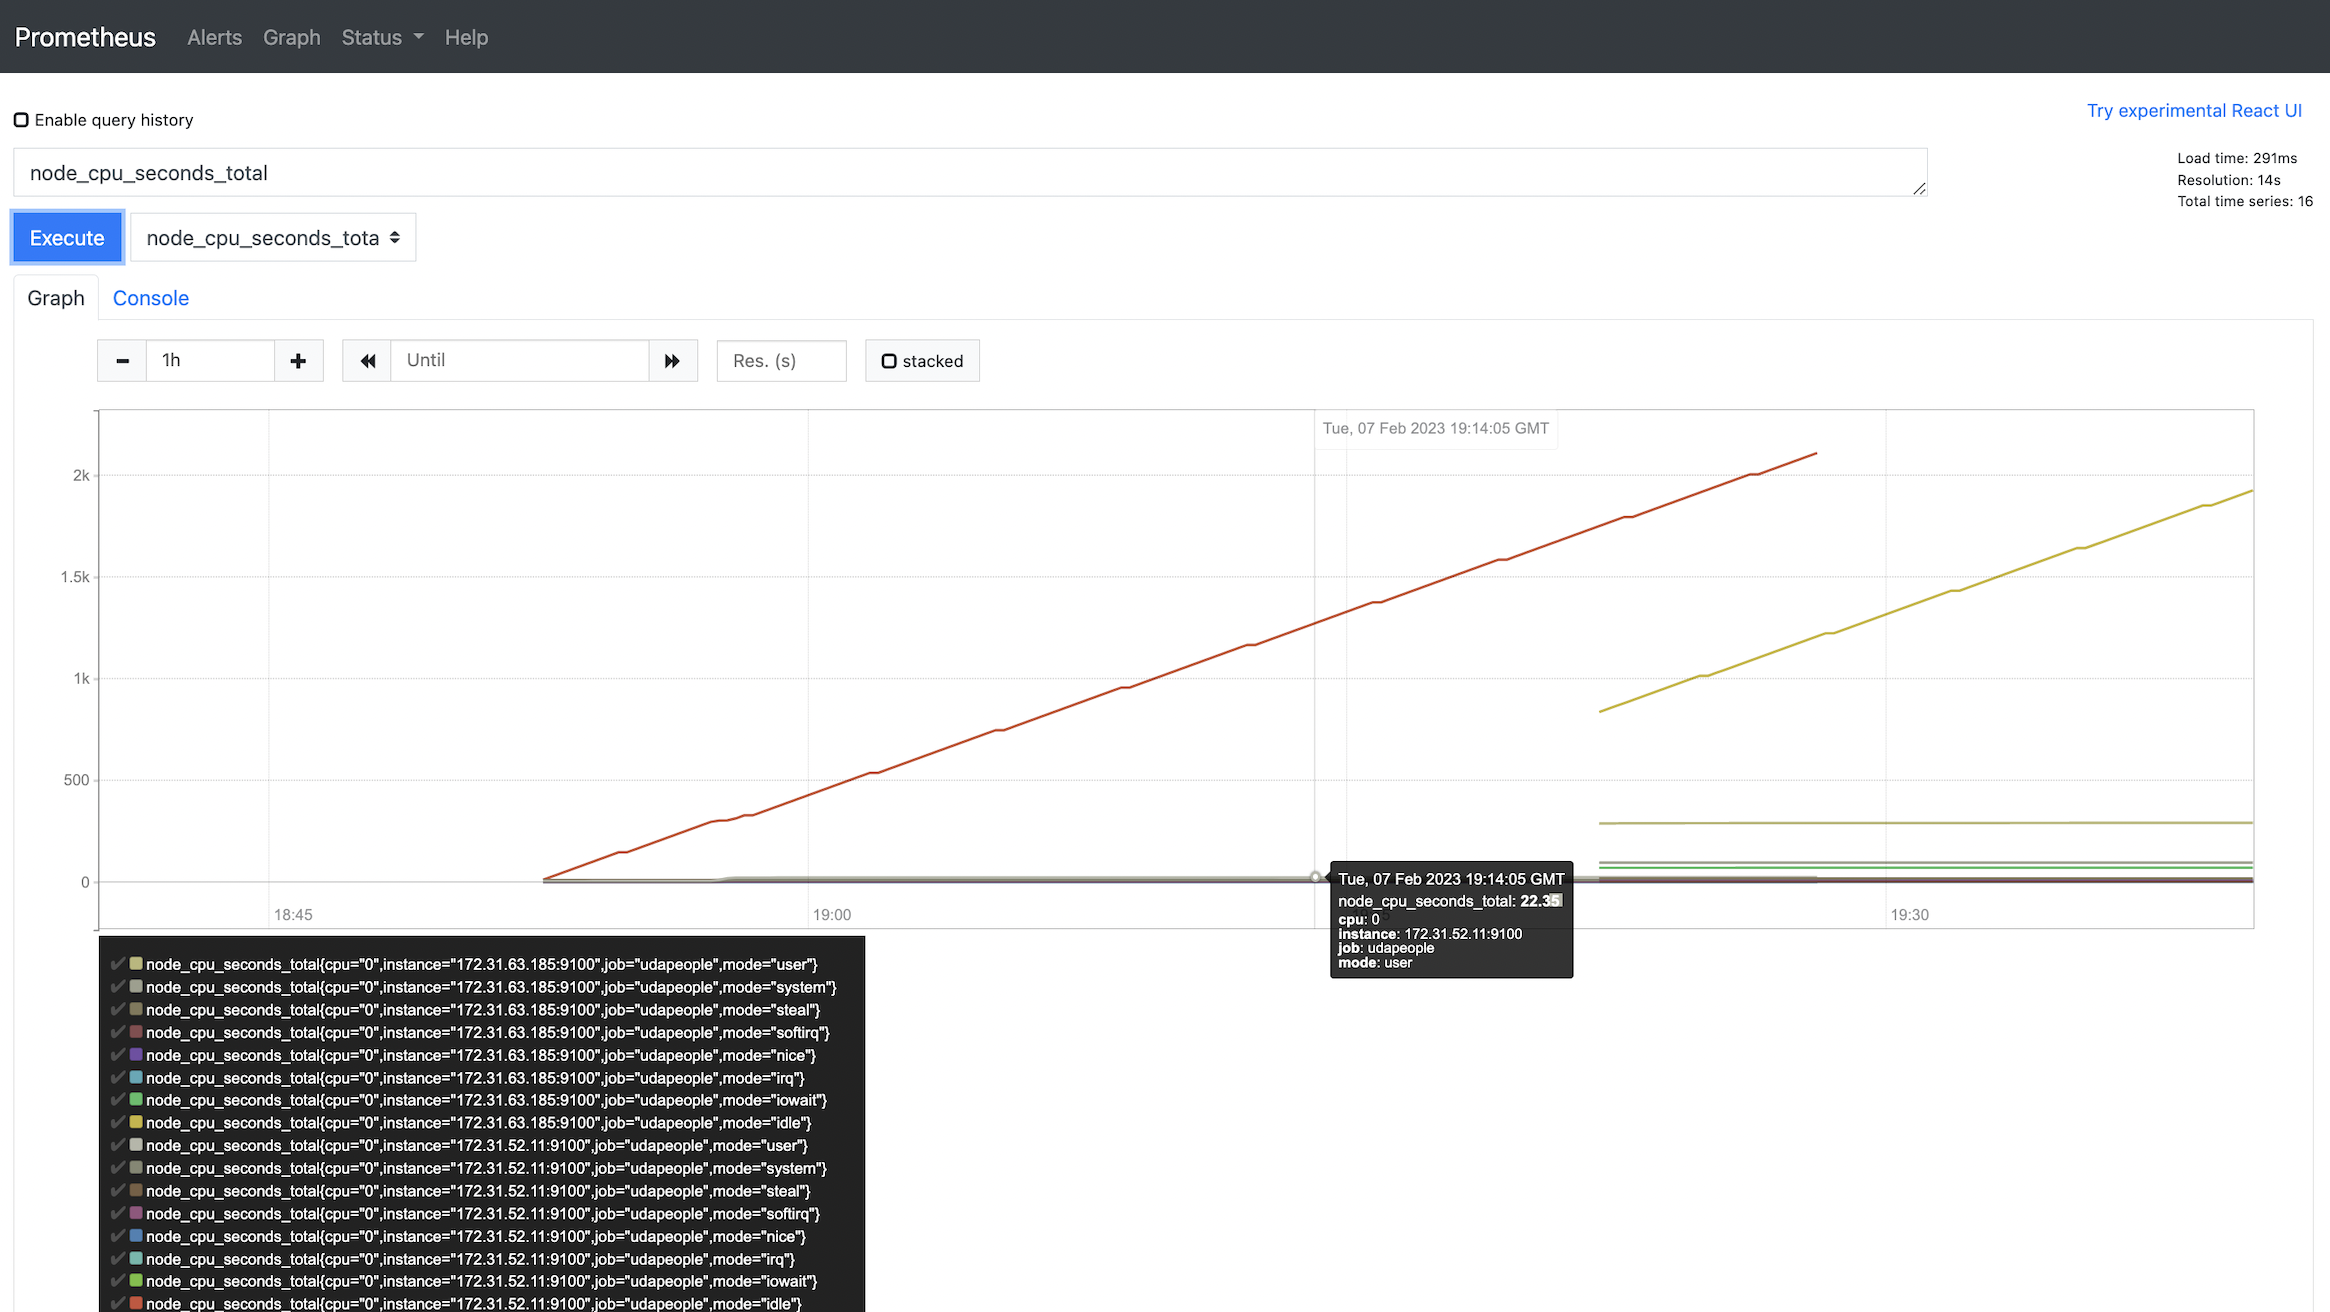 Prometheus Alerts Graph Status Help
Enable query history
Try experimental React UI
node_cpu_seconds_total
Load time: 291ms
Resolution: 14s
Total time series: 16
Execute node_cpu_seconds_tota
Graph Console
1h Until Res. (s) stacked
Tue, 07 Feb 2023 19:14:05 GMT
2k
1.5k
1k
500
0
18:45 19:00 19:30
Tue, 07 Feb 2023 19:14:05 GMT
node_cpu_seconds_total: 22.35
cpu: 0
instance: 172.31.52.11:9100
job: udapeople
mode: user
node_cpu_seconds_total{cpu="0",instance="172.31.63.185:9100",job="udapeople",mode="user"}
node_cpu_seconds_total{cpu="0",instance="172.31.63.185:9100",job="udapeople",mode="system"}
node_cpu_seconds_total{cpu="0",instance="172.31.63.185:9100",job="udapeople",mode="steal"}
node_cpu_seconds_total{cpu="0",instance="172.31.63.185:9100",job="udapeople",mode="softirq"}
node_cpu_seconds_total{cpu="0",instance="172.31.63.185:9100",job="udapeople",mode="nice"}
node_cpu_seconds_total{cpu="0",instance="172.31.63.185:9100",job="udapeople",mode="irq"}
node_cpu_seconds_total{cpu="0",instance="172.31.63.185:9100",job="udapeople",mode="iowait"}
node_cpu_seconds_total{cpu="0",instance="172.31.63.185:9100",job="udapeople",mode="idle"}
node_cpu_seconds_total{cpu="0",instance="172.31.52.11:9100",job="udapeople",mode="user"}
node_cpu_seconds_total{cpu="0",instance="172.31.52.11:9100",job="udapeople",mode="system"}
node_cpu_seconds_total{cpu="0",instance="172.31.52.11:9100",job="udapeople",mode="steal"}
node_cpu_seconds_total{cpu="0",instance="172.31.52.11:9100",job="udapeople",mode="softirq"}
node_cpu_seconds_total{cpu="0",instance="172.31.52.11:9100",job="udapeople",mode="nice"}
node_cpu_seconds_total{cpu="0",instance="172.31.52.11:9100",job="udapeople",mode="irq"}
node_cpu_seconds_total{cpu="0",instance="172.31.52.11:9100",job="udapeople",mode="iowait"}
node_cpu_seconds_total{cpu="0",instance="172.31.52.11:9100",job="udapeople",mode="idle"}